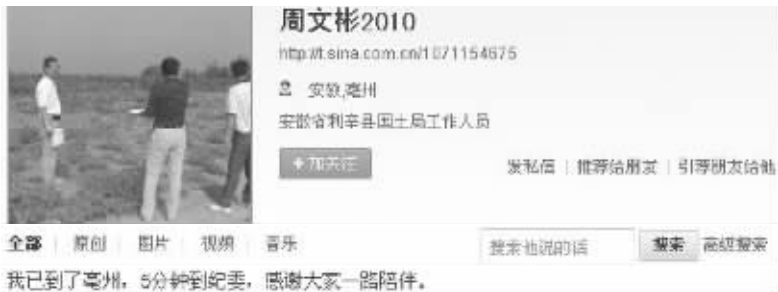 周文彬2010
http://t.sina.com.cn/1071154675
安徽,亳州
安徽省利辛县国土局工作人员
+加关注
发私信 | 推荐给朋友 | 引荐朋友给他
全部 | 原创 | 图片 | 视频 | 音乐
搜索他说的话 搜索 高级搜索
我已到了亳州，5分钟到纪委，感谢大家一路陪伴。